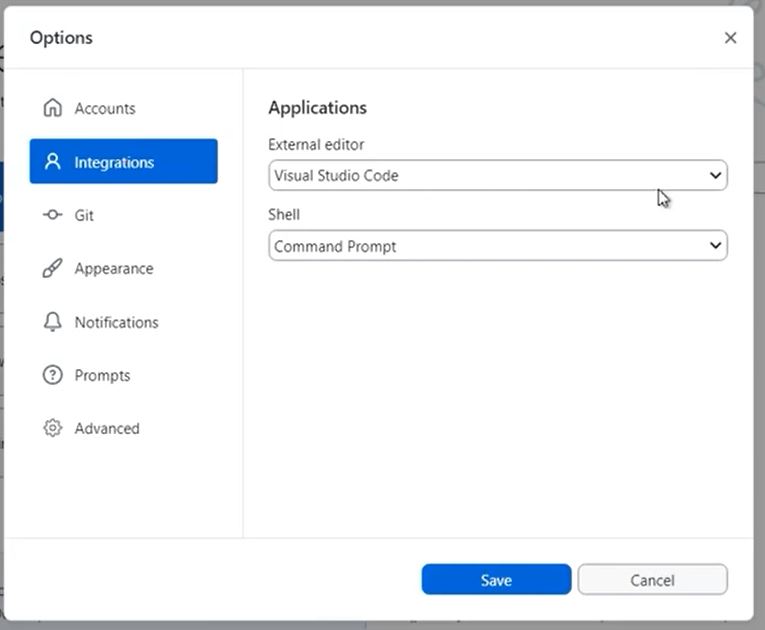 Options
Accounts
Integrations
Git
Appearance
Notifications
Prompts
Advanced
Applications
External editor
Visual Studio Code
Shell
Command Prompt
Save
Cancel